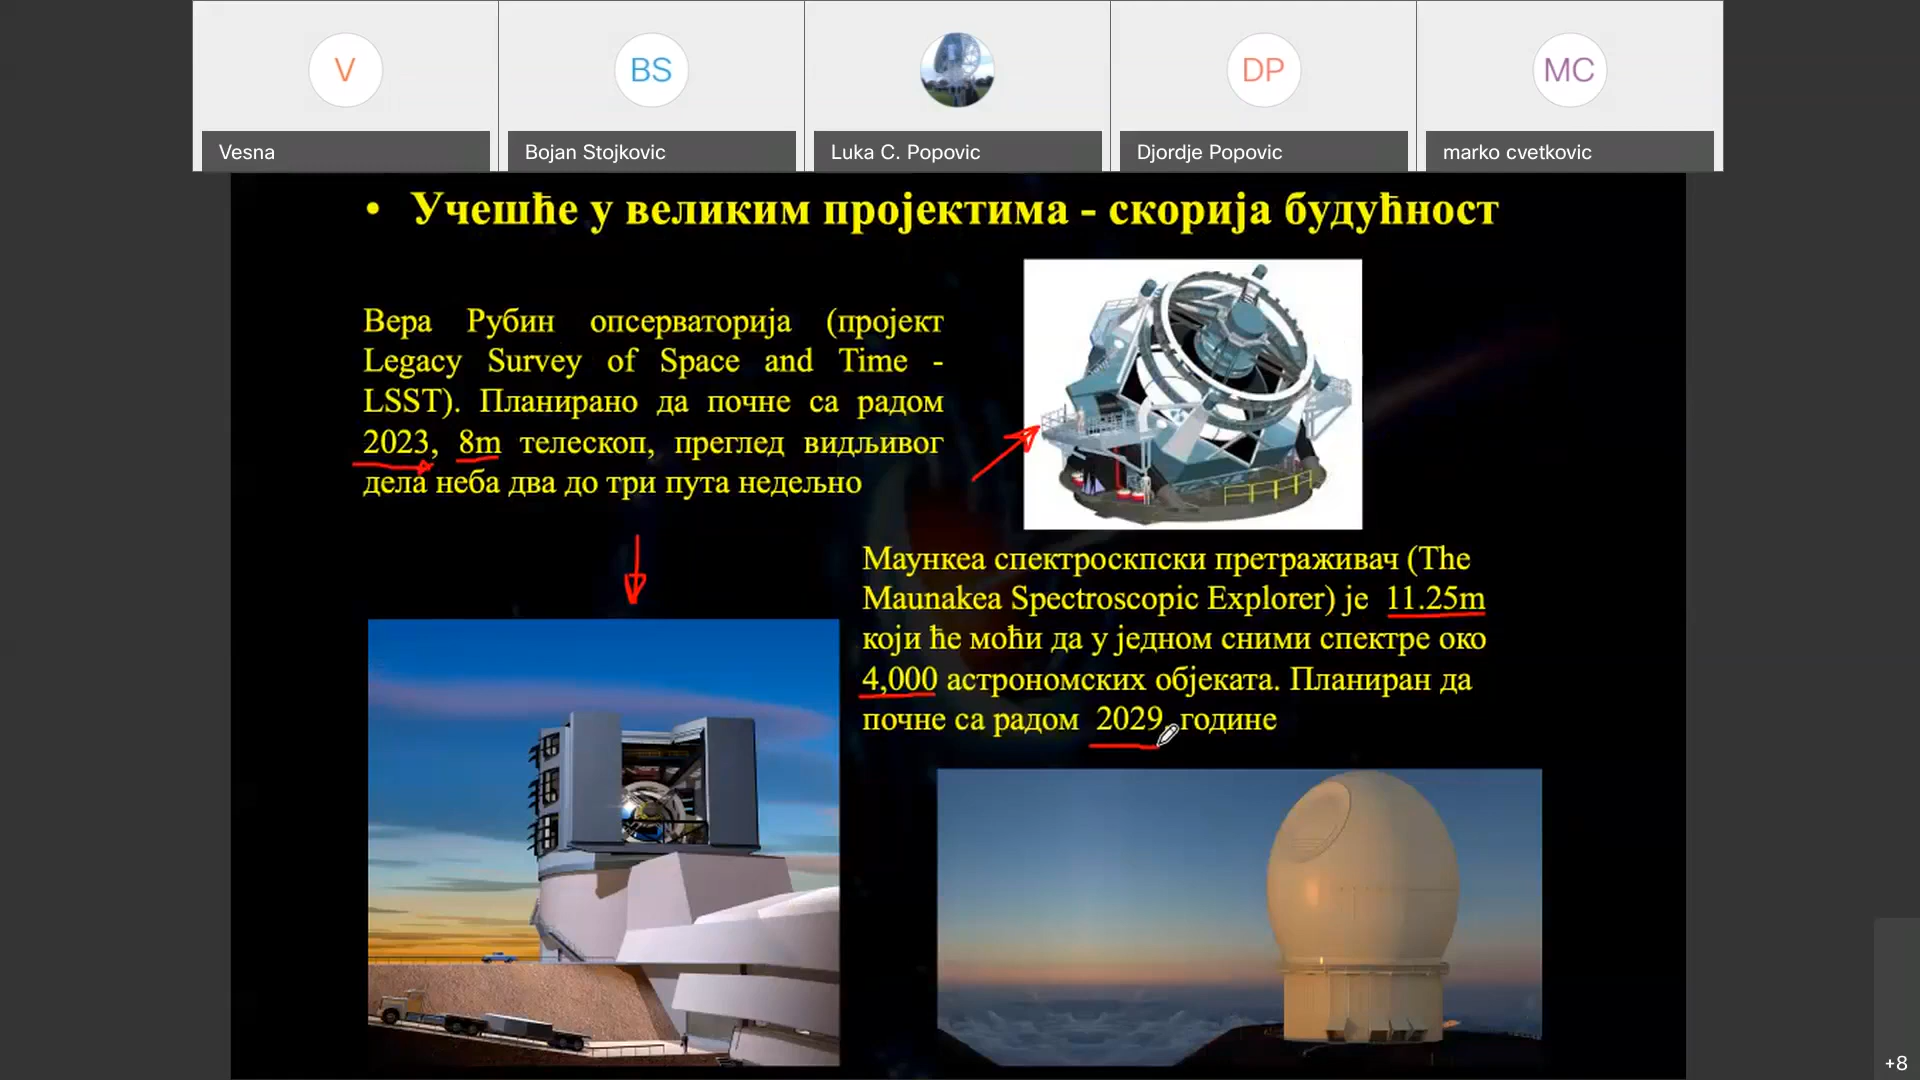 V
BS
DP
MC
Vesna
Bojan Stojkovic
Luka C. Popovic
Djordje Popovic
marko cvetkovic
• Учешће у великим пројектима - скорија будућност
Вера Рубин опсерваторија (пројект
Legacy Survey of Space and Time -
LSST). Планирано да почне са радом
2023, 8m телескоп, преглед видљивог
дела неба два до три пута недељно
Маункеа спектроскпски претраживач (The
Maunakea Spectroscopic Explorer) је 11.25m
који ће моћи да у једном сними спектре око
4,000 астрономских објеката. Планиран да
почне са радом 2029. године
+8